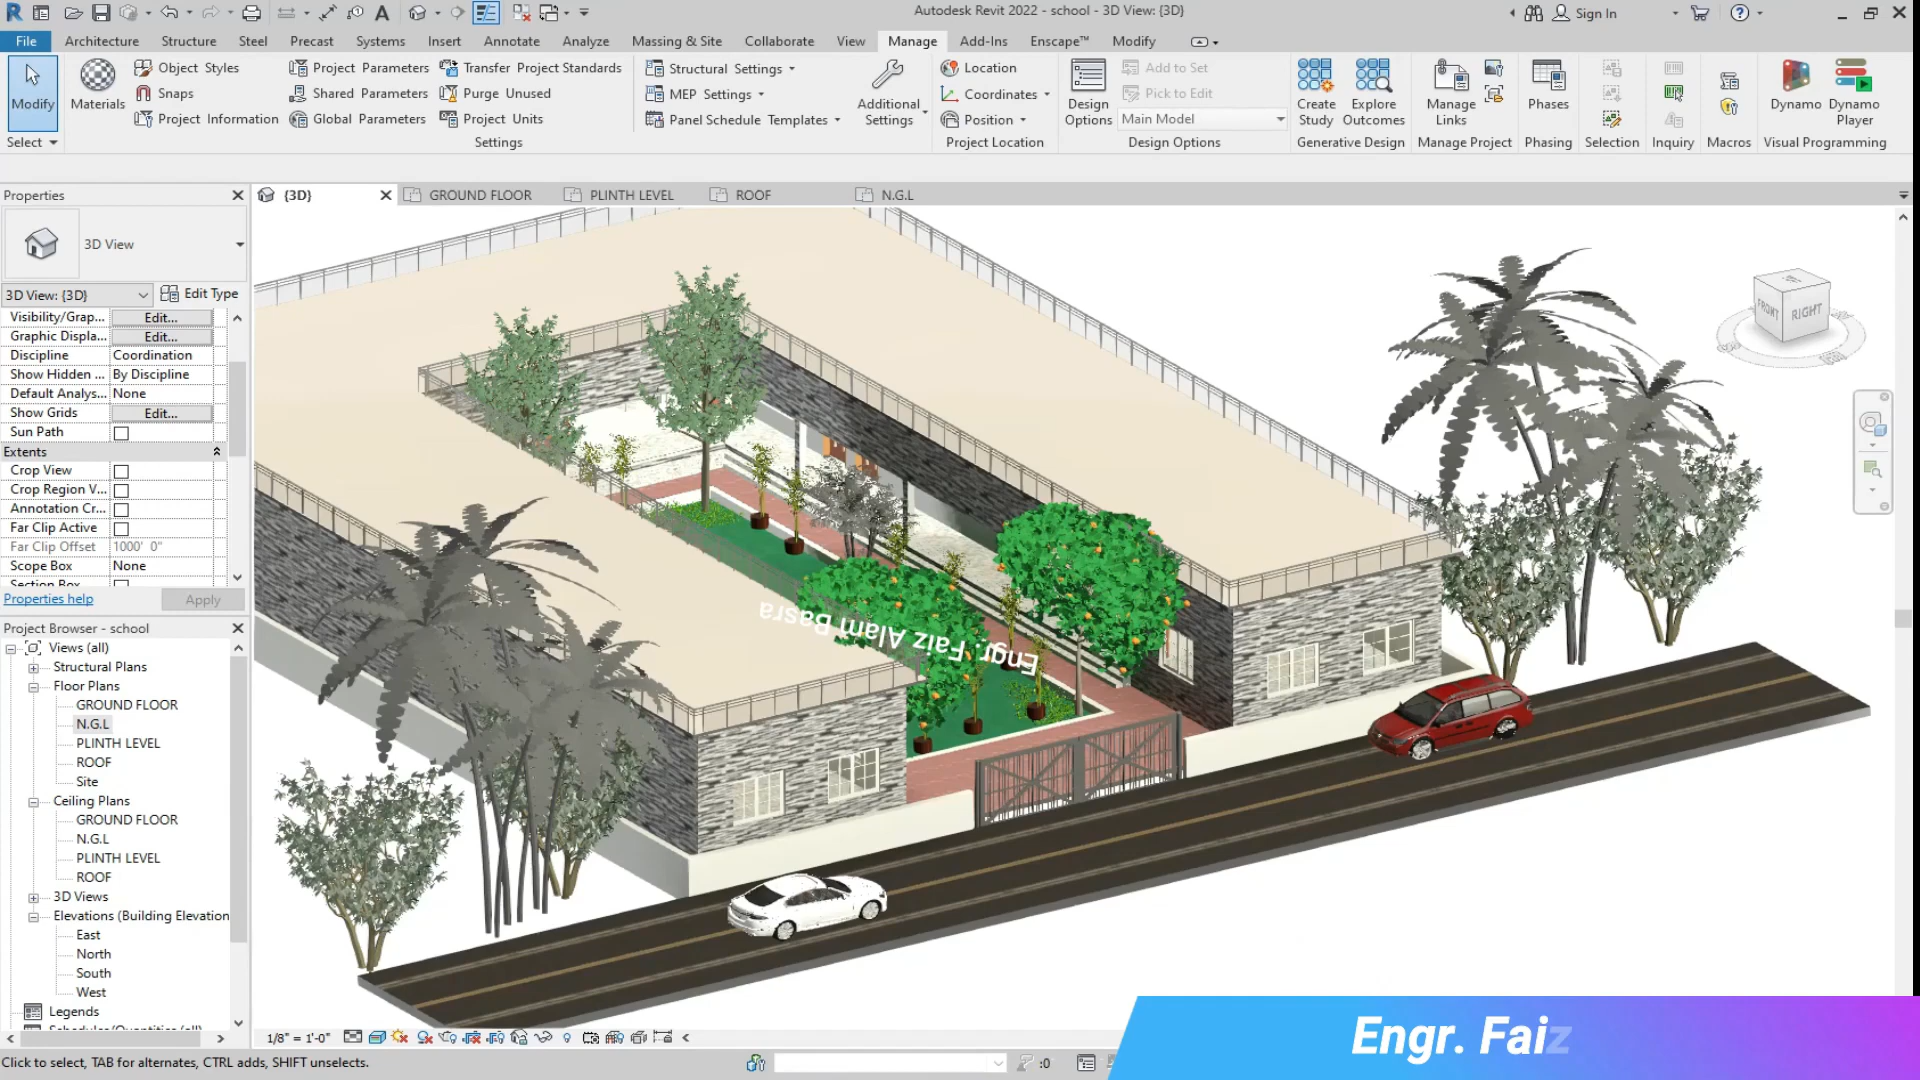 Autodesk Revit 2022 - school - 3D View: {3D}
Sign In
File Architecture Structure Steel Precast Systems Insert Annotate Analyze Massing & Site Collaborate View Manage Add-Ins Enscape™ Modify
Modify
Select
Materials
Object Styles
Snaps
Project Information
Project Parameters
Shared Parameters
Global Parameters
Transfer Project Standards
Purge Unused
Project Units
Settings
Structural Settings
MEP Settings
Panel Schedule Templates
Additional Settings
Location
Coordinates
Position
Project Location
Design Options
Add to Set
Pick to Edit
Main Model
Design Options
Create Study
Explore Outcomes
Generative Design
Manage Links
Manage Project
Phases
Phasing
Selection
Inquiry
Macros
Dynamo
Dynamo Player
Visual Programming
Properties
{3D} GROUND FLOOR PLINTH LEVEL ROOF N.G.L
3D View
3D View: {3D} Edit Type
Visibility/Grap... Edit...
Graphic Displa... Edit...
Discipline Coordination
Show Hidden ... By Discipline
Default Analys... None
Show Grids Edit...
Sun Path
Extents
Crop View
Crop Region V...
Annotation Cr...
Far Clip Active
Far Clip Offset 1000' 0"
Scope Box None
Section Box
Properties help Apply
Project Browser - school
Views (all)
Structural Plans
Floor Plans
GROUND FLOOR
N.G.L
PLINTH LEVEL
ROOF
Site
Ceiling Plans
GROUND FLOOR
N.G.L
PLINTH LEVEL
ROOF
3D Views
Elevations (Building Elevation
East
North
South
West
Legends
Schedules/Quantities (all)
FRONT RIGHT
Engr. Faiz Alam Basra
1/8" = 1'-0"
Click to select, TAB for alternates, CTRL adds, SHIFT unselects.
:0
Engr. Faiz